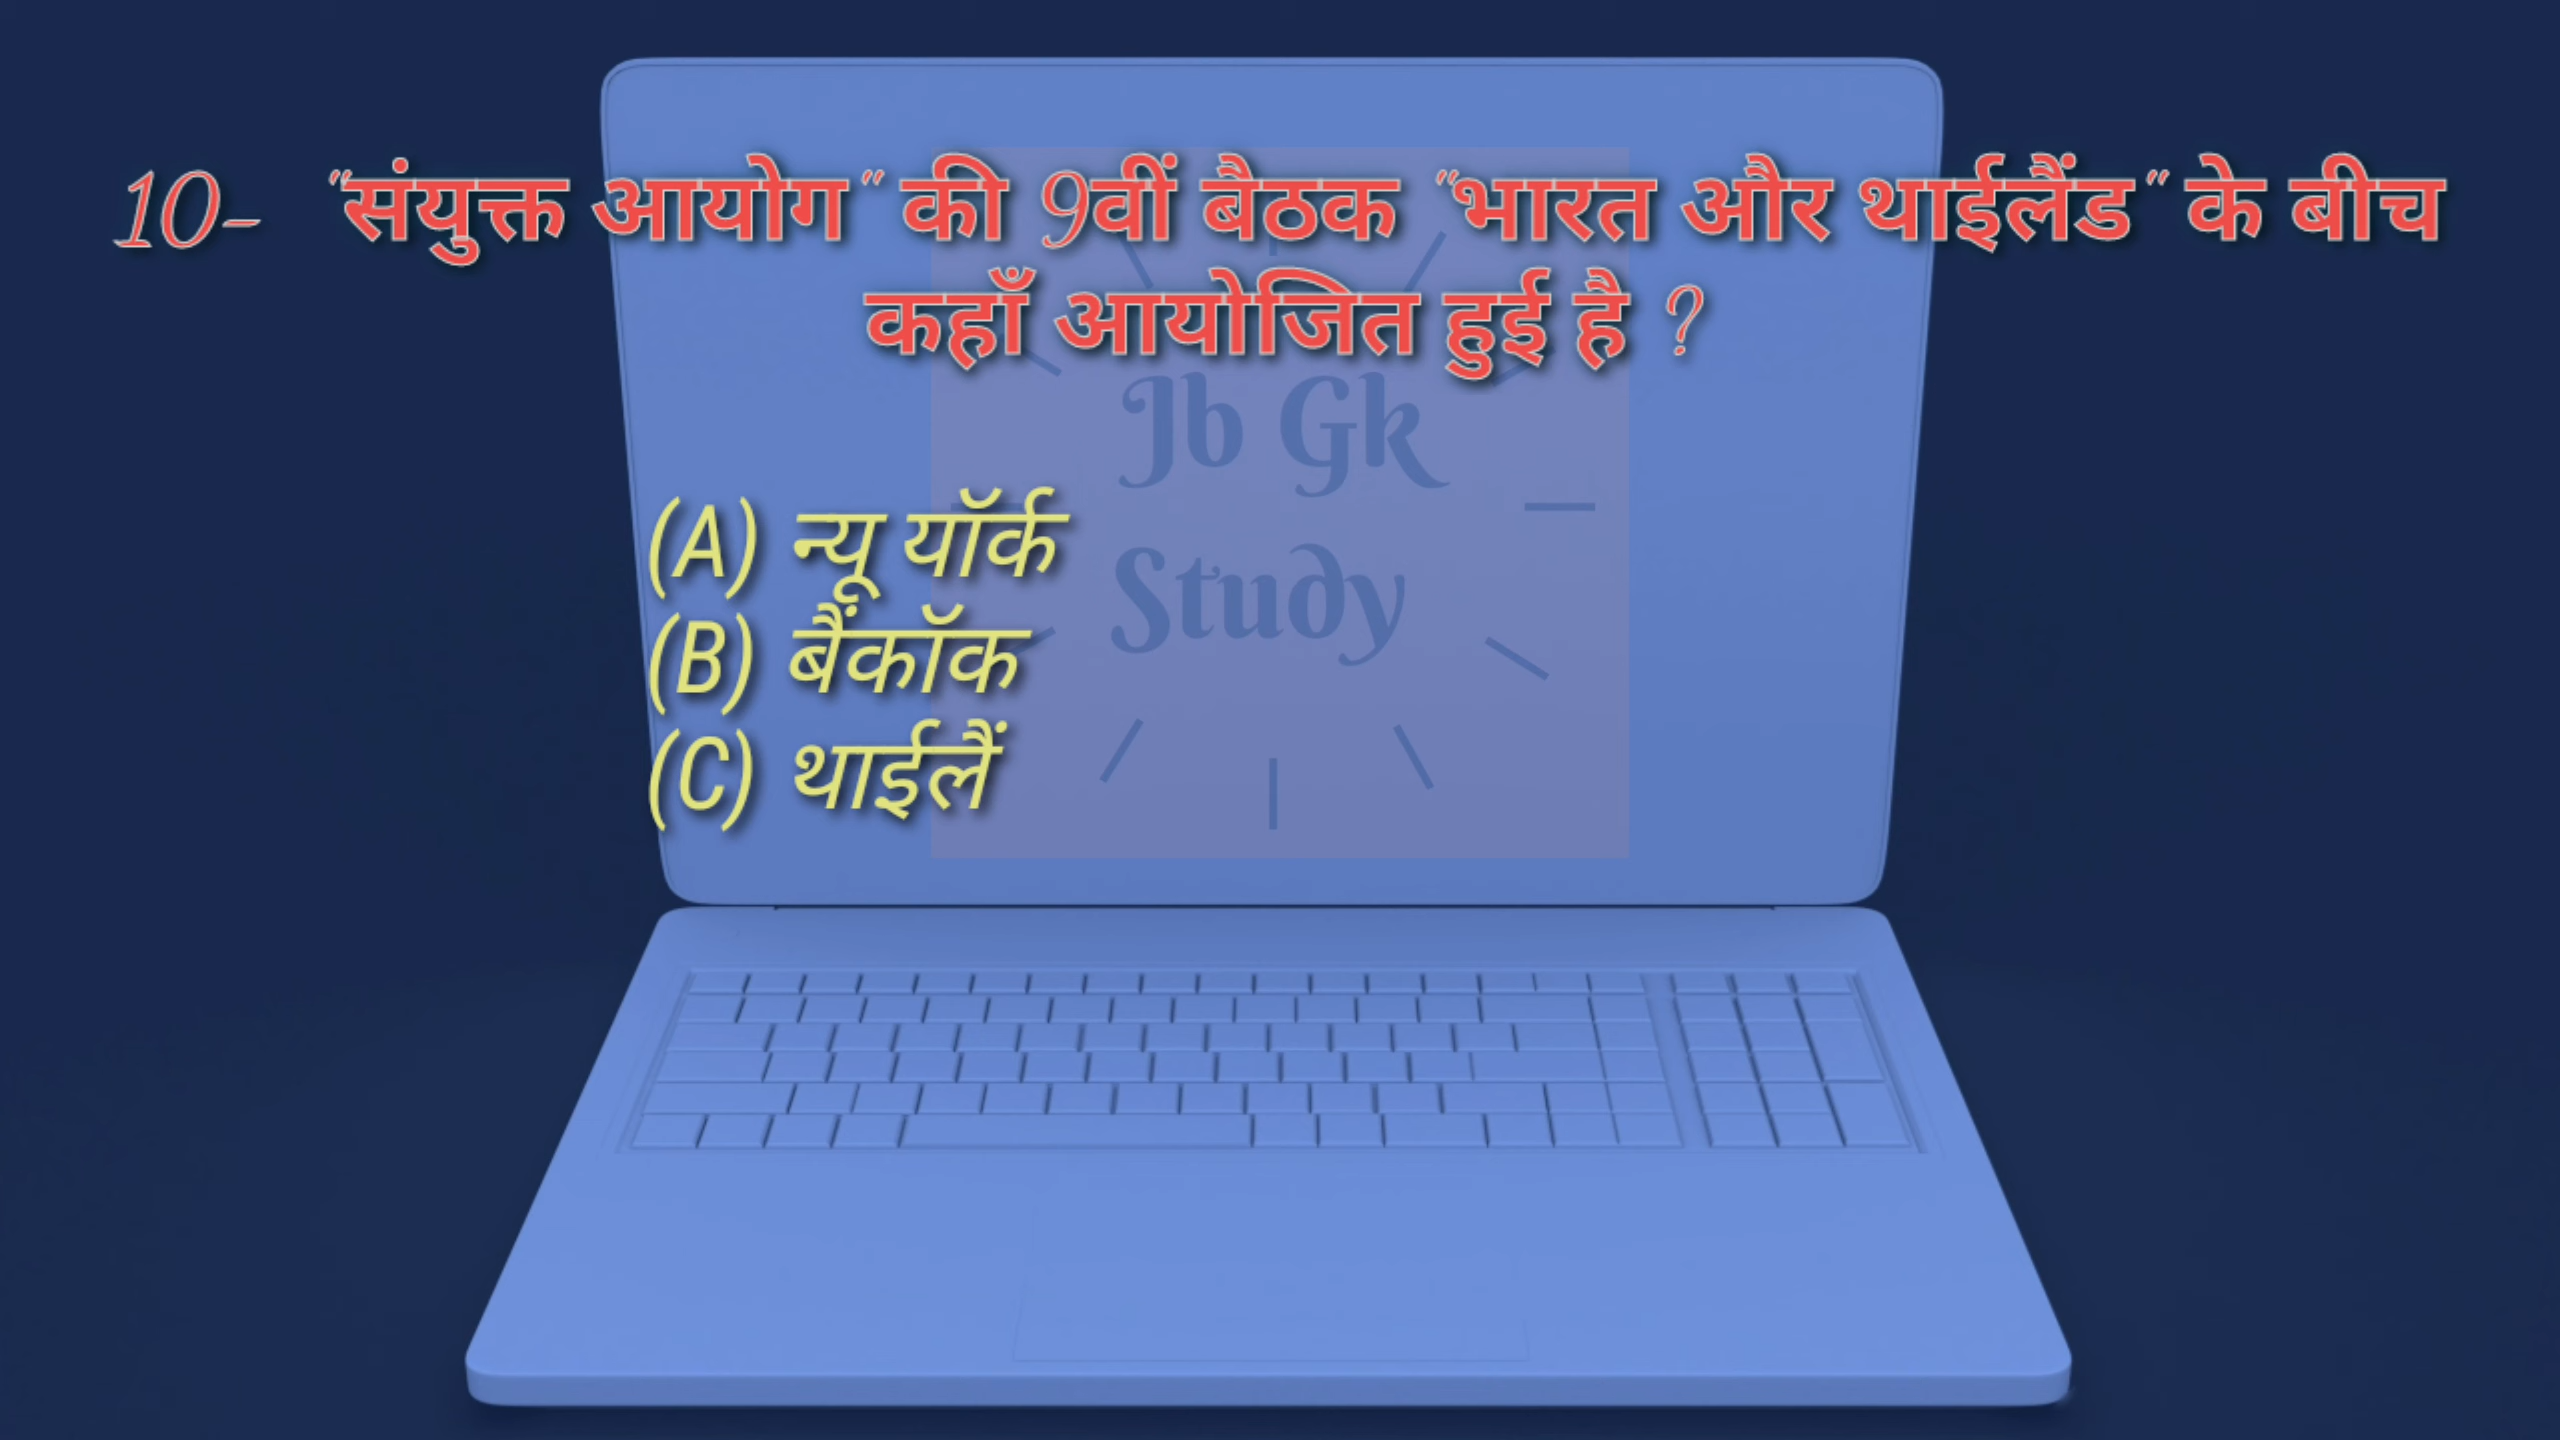 10- "संयुक्त आयोग" की 9वीं बैठक "भारत और थाईलैंड" के बीच
कहाँ आयोजित हुई है ?
Jb Gk
Study
(A) न्यू यॉर्क
(B) बैंकॉक
(C) थाईलैं